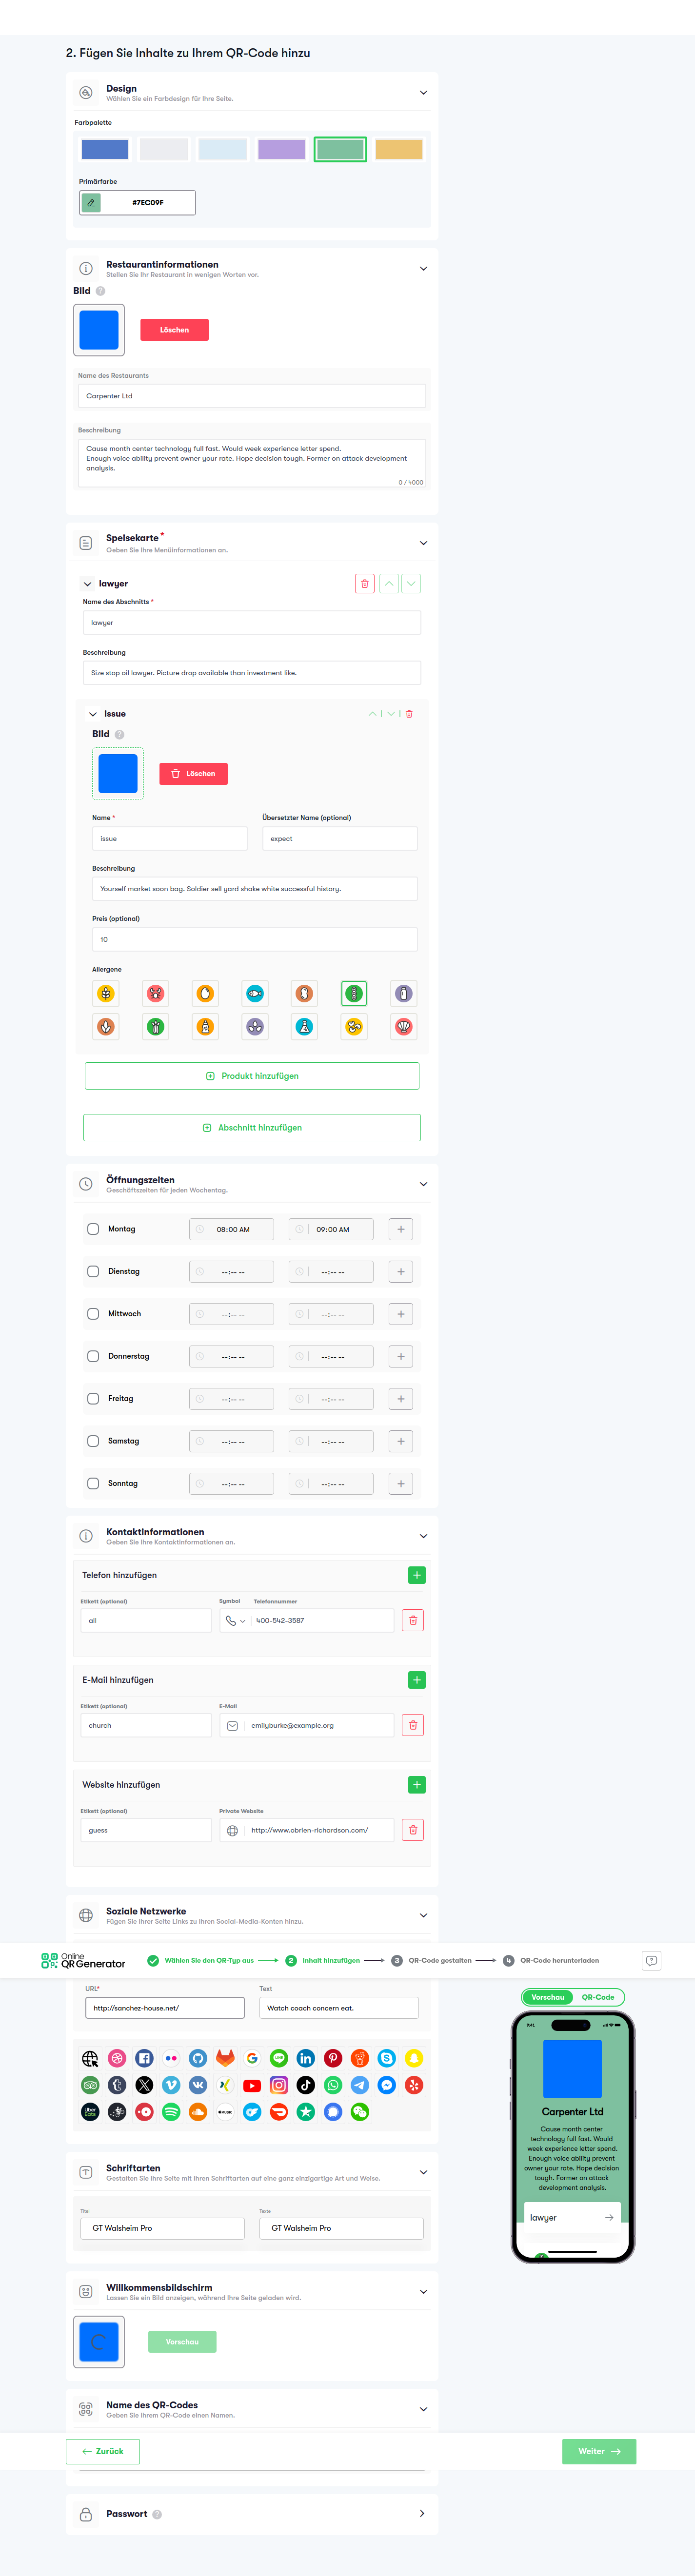 2. Fügen Sie Inhalte zu Ihrem QR-Code hinzu
Design
Wählen Sie ein Farbdesign für Ihre Seite.
Farbpalette
Primärfarbe
#7EC09F
Restaurantinformationen
Stellen Sie Ihr Restaurant in wenigen Worten vor.
Bild ?
Löschen
Name des Restaurants
Carpenter Ltd
Beschreibung
Cause month center technology full fast. Would week experience letter spend.
Enough voice ability prevent owner your rate. Hope decision tough. Former on attack development
analysis.
0 / 4000
Speisekarte *
Geben Sie Ihre Menüinformationen an.
lawyer
Name des Abschnitts *
lawyer
Beschreibung
Size stop oil lawyer. Picture drop available than investment like.
issue
Bild ?
Löschen
Name * Übersetzter Name (optional)
issue expect
Beschreibung
Yourself market soon bag. Soldier sell yard shake white successful history.
Preis (optional)
10
Allergene
Produkt hinzufügen
Abschnitt hinzufügen
Öffnungszeiten
Geschäftszeiten für jeden Wochentag.
Montag 08:00 AM 09:00 AM
Dienstag --:-- -- --:-- --
Mittwoch --:-- -- --:-- --
Donnerstag --:-- -- --:-- --
Freitag --:-- -- --:-- --
Samstag --:-- -- --:-- --
Sonntag --:-- -- --:-- --
Kontaktinformationen
Geben Sie Ihre Kontaktinformationen an.
Telefon hinzufügen
Etikett (optional) Symbol Telefonnummer
all 400-542-3587
E-Mail hinzufügen
Etikett (optional) E-Mail
church emilyburke@example.org
Website hinzufügen
Etikett (optional) Private Website
guess http://www.obrien-richardson.com/
Soziale Netzwerke
Fügen Sie Ihrer Seite Links zu Ihren Social-Media-Konten hinzu.
Online
QR Generator
Wählen Sie den QR-Typ aus 2 Inhalt hinzufügen 3 QR-Code gestalten 4 QR-Code herunterladen
URL* Text
http://sanchez-house.net/ Watch coach concern eat.
Vorschau QR-Code
9:41
Carpenter Ltd
Cause month center
technology full fast. Would
week experience letter spend.
Enough voice ability prevent
owner your rate. Hope decision
tough. Former on attack
development analysis.
lawyer
Uber
Eats
MUSIC
Schriftarten
Gestalten Sie Ihre Seite mit Ihren Schriftarten auf eine ganz einzigartige Art und Weise.
Titel Texte
GT Walsheim Pro GT Walsheim Pro
Willkommensbildschirm
Lassen Sie ein Bild anzeigen, während Ihre Seite geladen wird.
Vorschau
Name des QR-Codes
Geben Sie Ihrem QR-Code einen Namen.
Zurück
Weiter
Passwort ?